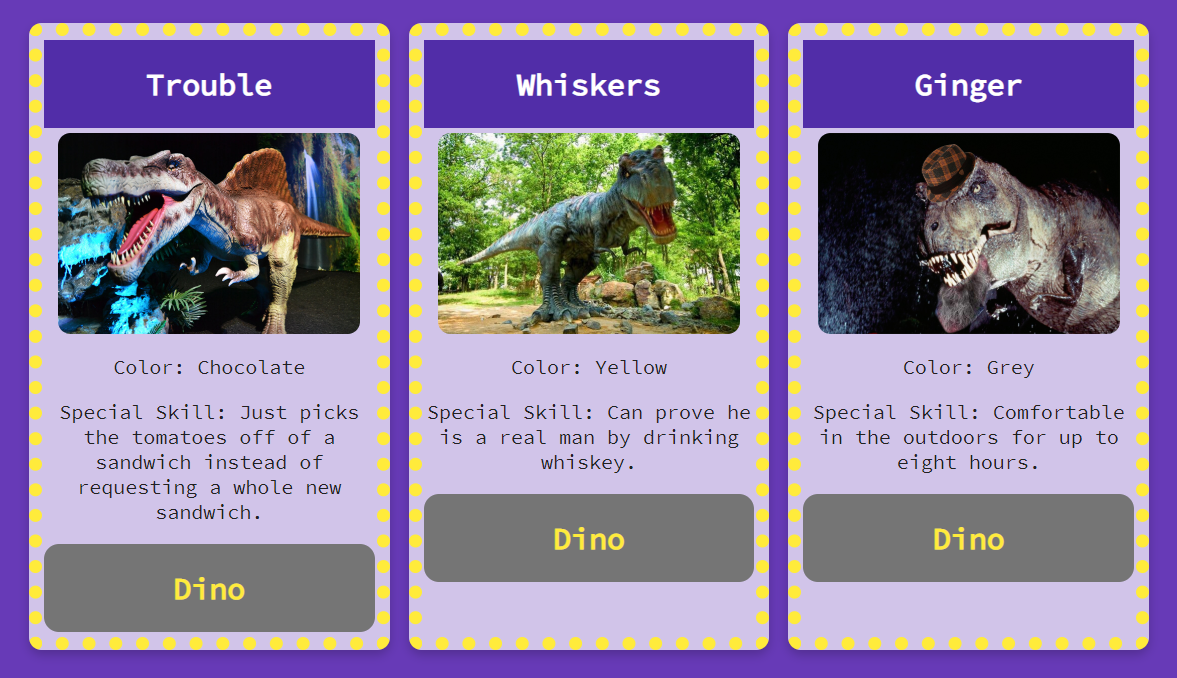 Trouble
Color: Chocolate
Special Skill: Just picks
the tomatoes off of a
sandwich instead of
requesting a whole new
sandwich.
Dino
Whiskers
Color: Yellow
Special Skill: Can prove he
is a real man by drinking
whiskey.
Dino
Ginger
Color: Grey
Special Skill: Comfortable
in the outdoors for up to
eight hours.
Dino